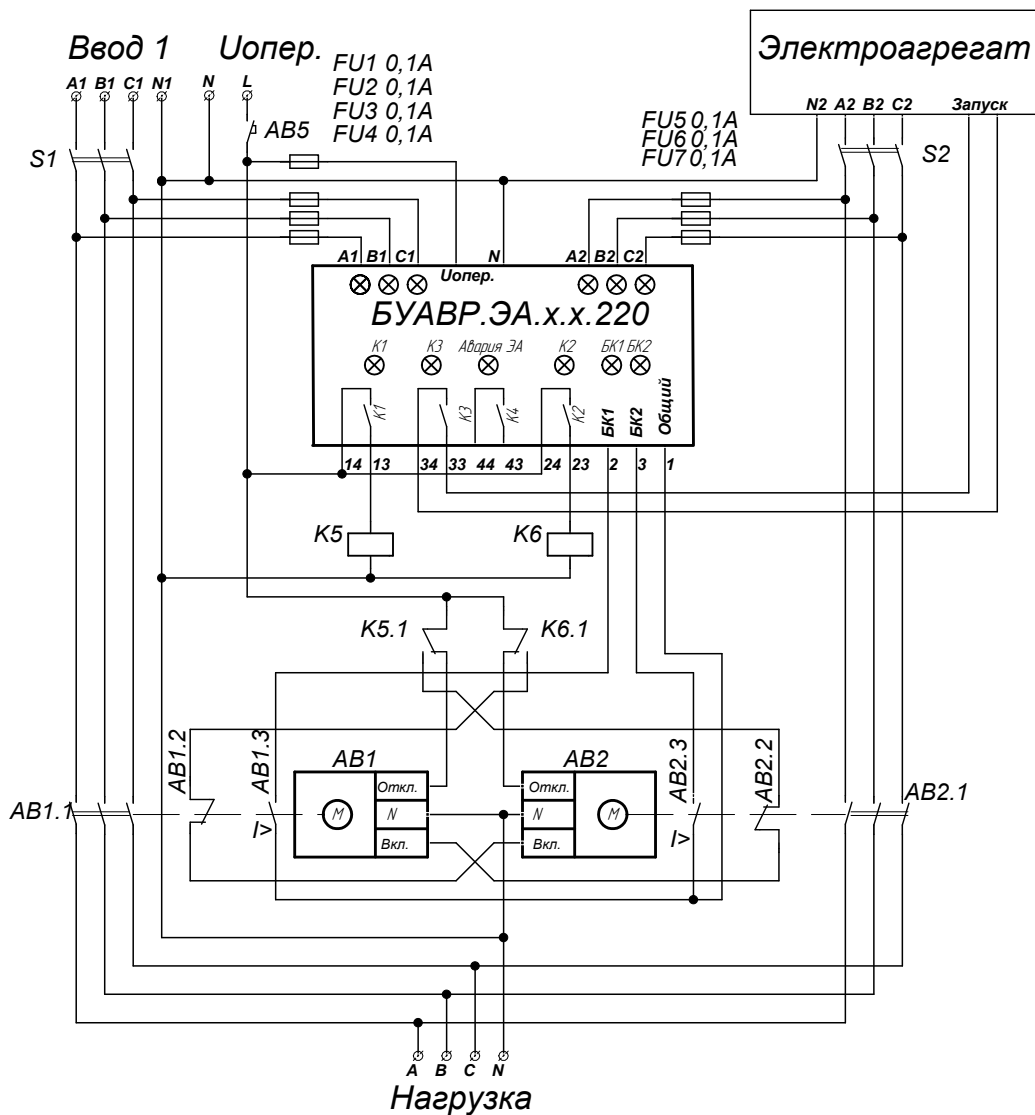 Ввод 1
Uопер.
FU1 0,1A
FU2 0,1A
FU3 0,1A
FU4 0,1A
Электроагрегат
A1 B1 C1 N1 N L
N2 A2 B2 C2 Запуск
AB5
FU5 0,1A
FU6 0,1A
FU7 0,1A
S1
S2
A1 B1 C1 N A2 B2 C2
Uопер.
БУАВР.ЭА.х.х.220
K1 K3 Авария ЭА K2 БК1 БК2
K1 K3 K4 K2 БК1 БК2 Общий
14 13 34 33 44 43 24 23 2 3 1
K5
K6
K5.1
K6.1
AB1.2
AB1.3
AB1
AB2
AB2.3
AB2.2
Откл.
Откл.
AB1.1
M
N
N
M
AB2.1
I>
I>
Вкл.
Вкл.
A B C N
Нагрузка